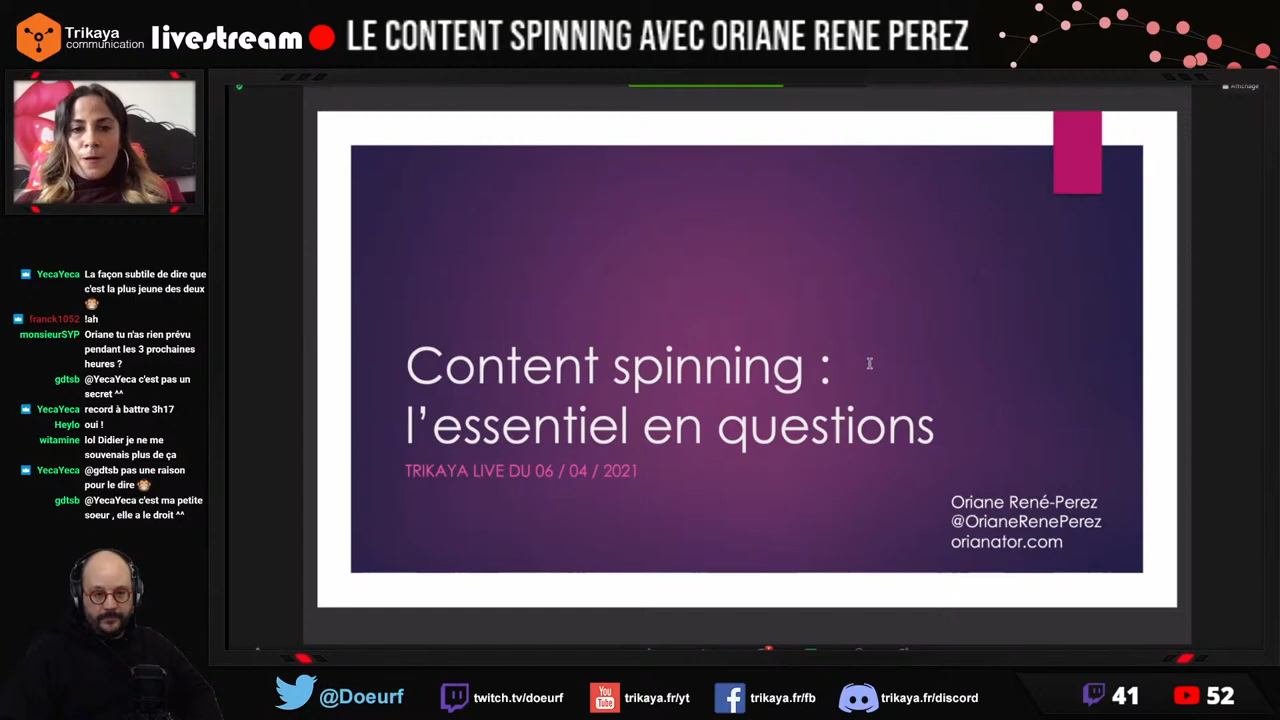 Trikaya
communication
livestream
LE CONTENT SPINNING AVEC ORIANE RENE PEREZ
Affichage
YecaYeca La façon subtile de dire que
c'est la plus jeune des deux
franck1052 !ah
monsieurSYP Oriane tu n'as rien prévu
pendant les 3 prochaines
heures ?
gdtsb @YecaYeca c'est pas un
secret ^^
YecaYeca record à battre 3h17
Heylo oui !
witamine lol Didier je ne me
souvenais plus de ça
YecaYeca @gdtsb pas une raison
pour le dire
gdtsb @YecaYeca c'est ma petite
soeur , elle a le droit ^^
Content spinning :
l'essentiel en questions
TRIKAYA LIVE DU 06 / 04 / 2021
Oriane René-Perez
@OrianeRenePerez
orianator.com
@Doeurf
twitch.tv/doeurf
You
Tube
trikaya.fr/yt
trikaya.fr/fb
trikaya.fr/discord
41
52